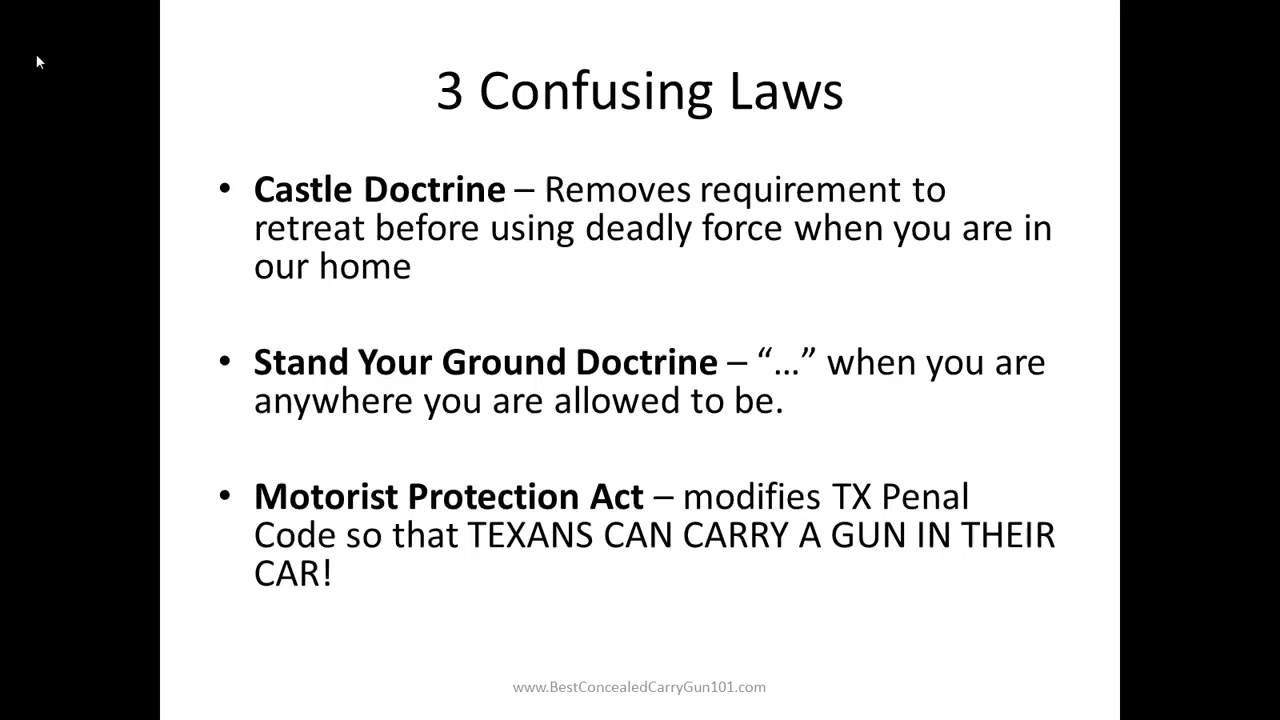 3 Confusing Laws
• Castle Doctrine – Removes requirement to
retreat before using deadly force when you are in
our home
• Stand Your Ground Doctrine – “…” when you are
anywhere you are allowed to be.
• Motorist Protection Act – modifies TX Penal
Code so that TEXANS CAN CARRY A GUN IN THEIR
CAR!
www.BestConcealedCarryGun101.com